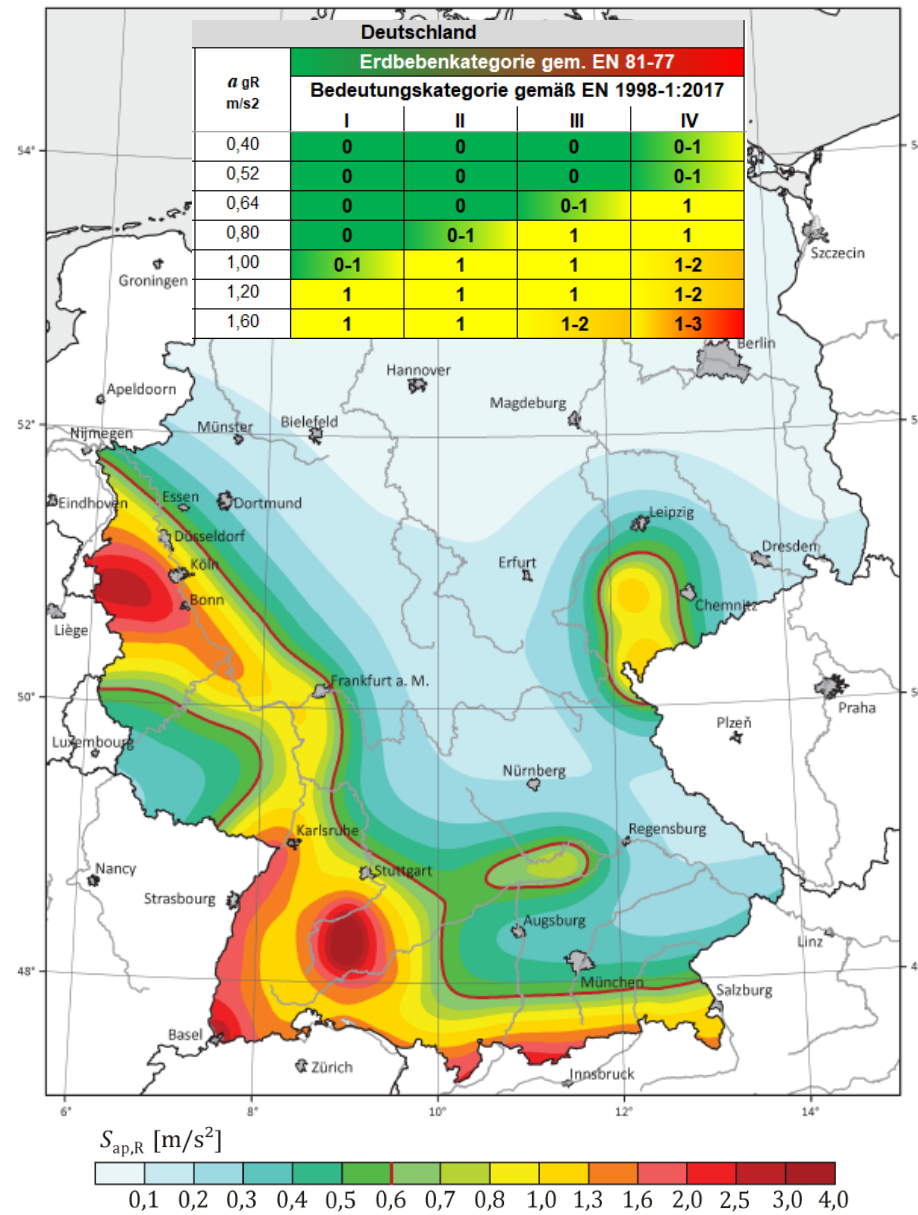 Deutschland
a gR
m/s2
Erdbebenkategorie gem. EN 81-77
Bedeutungskategorie gemäß EN 1998-1:2017
I II III IV
0,40 0 0 0 0-1
0,52 0 0 0 0-1
0,64 0 0 0-1 1
0,80 0 0-1 1 1
1,00 0-1 1 1 1-2
1,20 1 1 1 1-2
1,60 1 1 1-2 1-3
54°
5
Szczecin
Groningen
Berlin
Hannover
Apeldoorn
Magdeburg
52°
5
Nijmegen
Münster
Bielefeld
Eindhoven
Essen
Dortmund
Leipzig
Düsseldorf
Dresden
Köln
Erfurt
Bonn
Chemnitz
Liège
Frankfurt a. M.
50°
5
Praha
Plzeň
Luxembourg
Nürnberg
Karlsruhe
Regensburg
Nancy
Stuttgart
Strasbourg
Augsburg
Linz
48°
4
München
Salzburg
Basel
Zürich
Innsbruck
6° 8° 10° 12° 14°
Sap,R [m/s²]
0,1 0,2 0,3 0,4 0,5 0,6 0,7 0,8 1,0 1,3 1,6 2,0 2,5 3,0 4,0